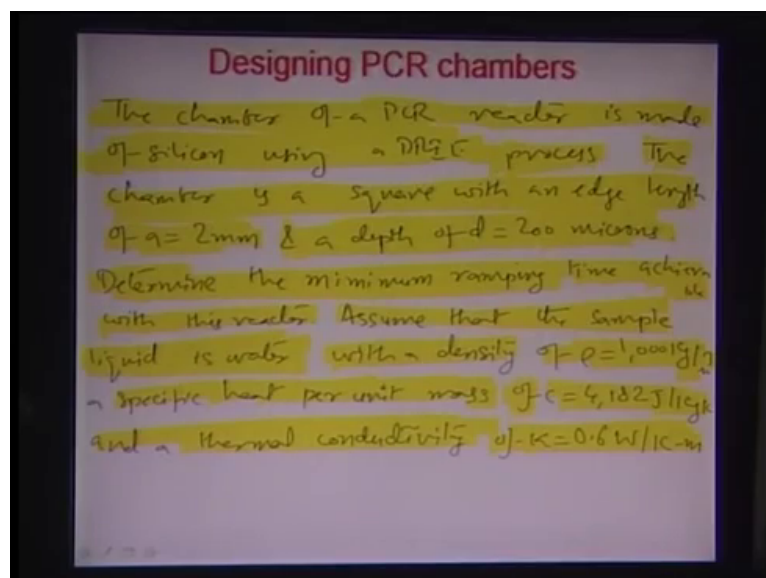 Designing PCR chambers
The chamber of a PCR reactor is made
of silicon using a DRIE process The
chamber is a square with an edge length
of a = 2mm & a depth of d = 200 microns.
Determine the minimum ramping time achiev
able
with this reactor. Assume that the sample
liquid is water with a density of ρ = 1,000 kg/m
a specific heat per unit mass of c = 4,182 J/kgK
and a thermal conductivity of K = 0.6 W/K-m